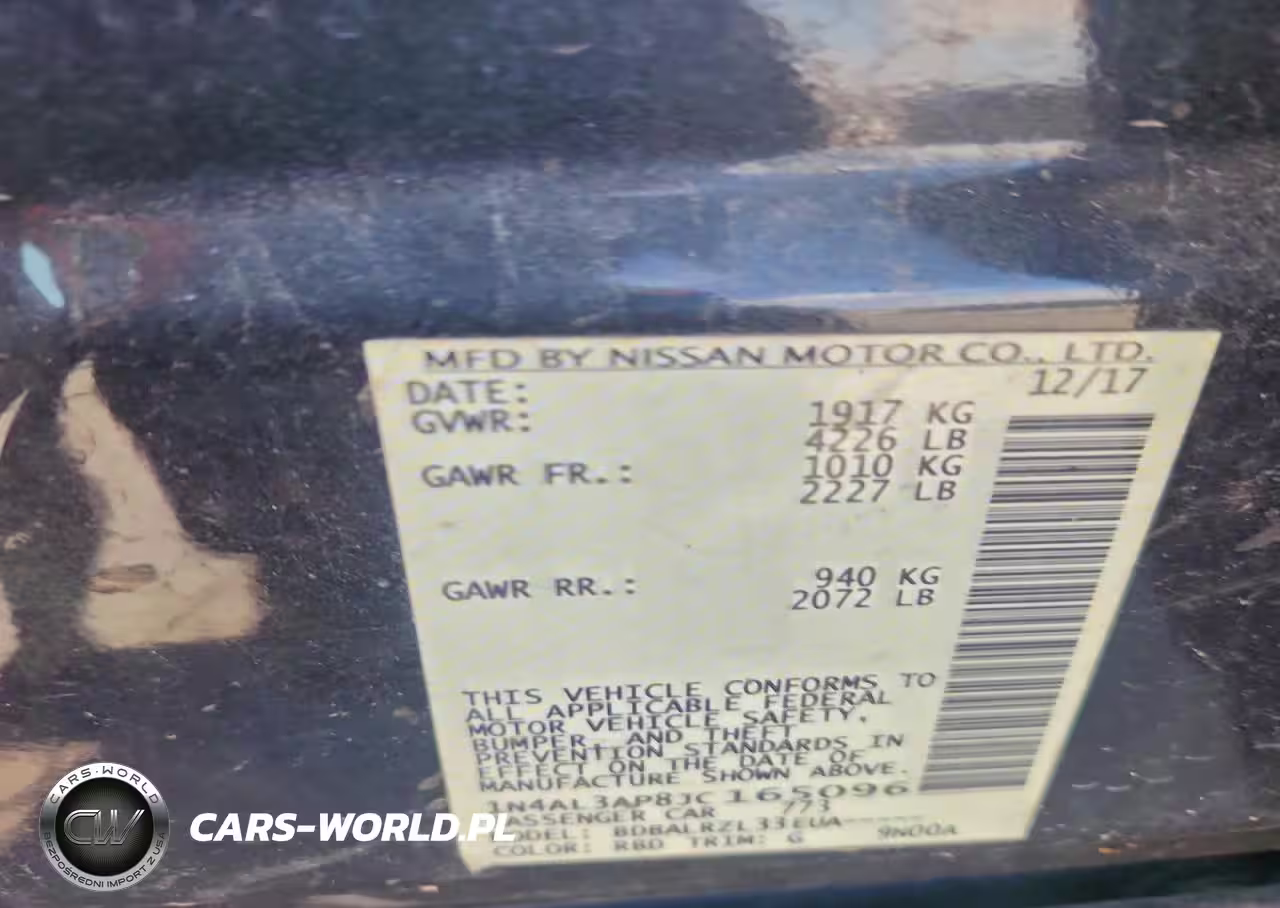 MFD BY NISSAN MOTOR CO., LTD.
DATE: 12/17
GVWR: 1917 KG
4226 LB
GAWR FR.: 1010 KG
2227 LB
GAWR RR.: 940 KG
2072 LB
THIS VEHICLE CONFORMS TO
ALL APPLICABLE FEDERAL
MOTOR VEHICLE SAFETY,
BUMPER, AND THEFT
PREVENTION STANDARDS IN
EFFECT ON THE DATE OF
MANUFACTURE SHOWN ABOVE.
1N4AL3AP8JC165096
PASSENGER CAR 773
MODEL: BDBALRZL33EUA
COLOR: RBD TRIM: G 9N00A
CARS-WORLD
CW
BEZPOŚREDNI IMPORT Z USA
CARS-WORLD.PL